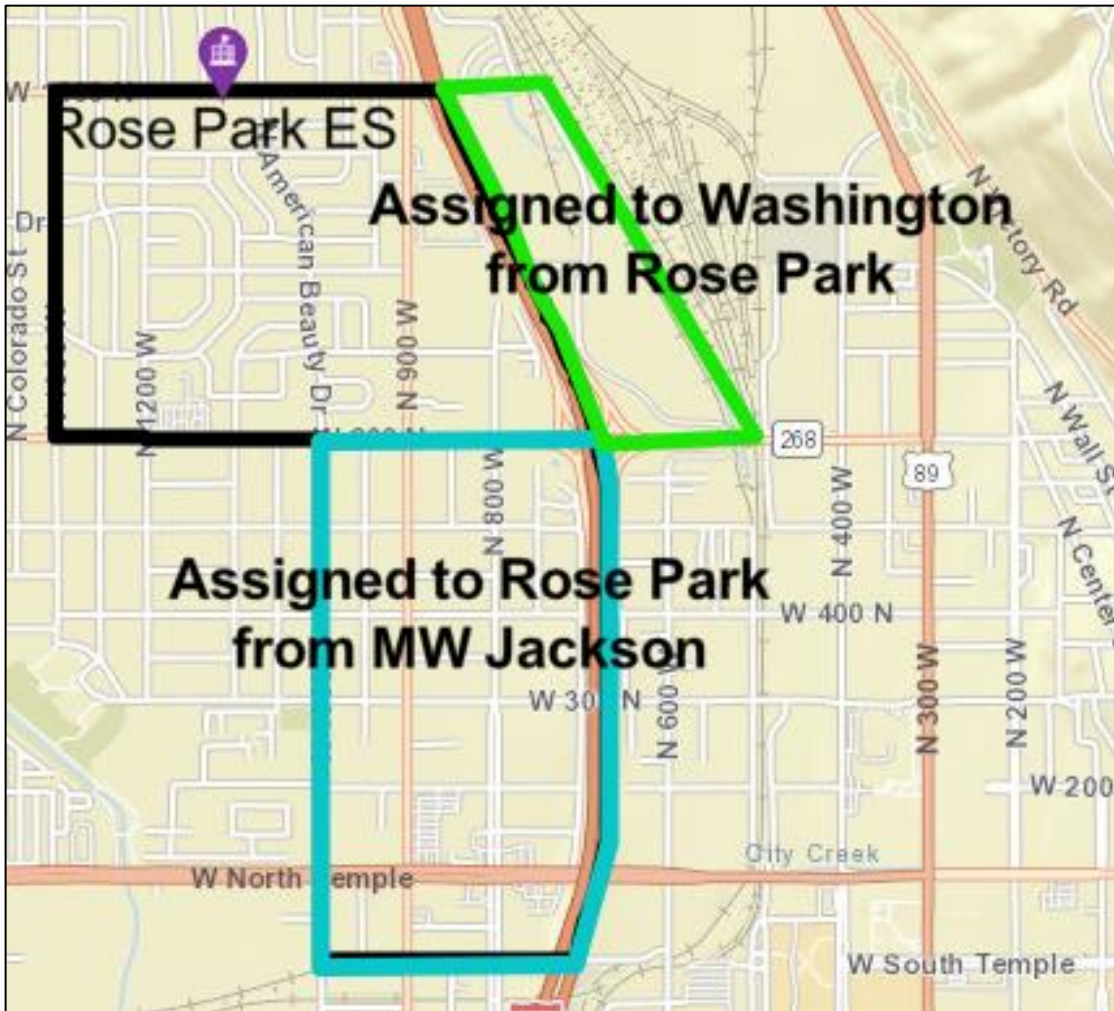 Rose Park ES
N American Beauty Dr
Assigned to Washington
from Rose Park
N Victory Rd
Dr
N Colorado St
N 1200 W
N 900 W
268
89
N Wall St
N 800 W
N 400 W
N Center
Assigned to Rose Park
from MW Jackson
W 400 N
W 300 N
N 600 W
N 300 W
N 200 W
W 200
City Creek
W North Temple
W South Temple